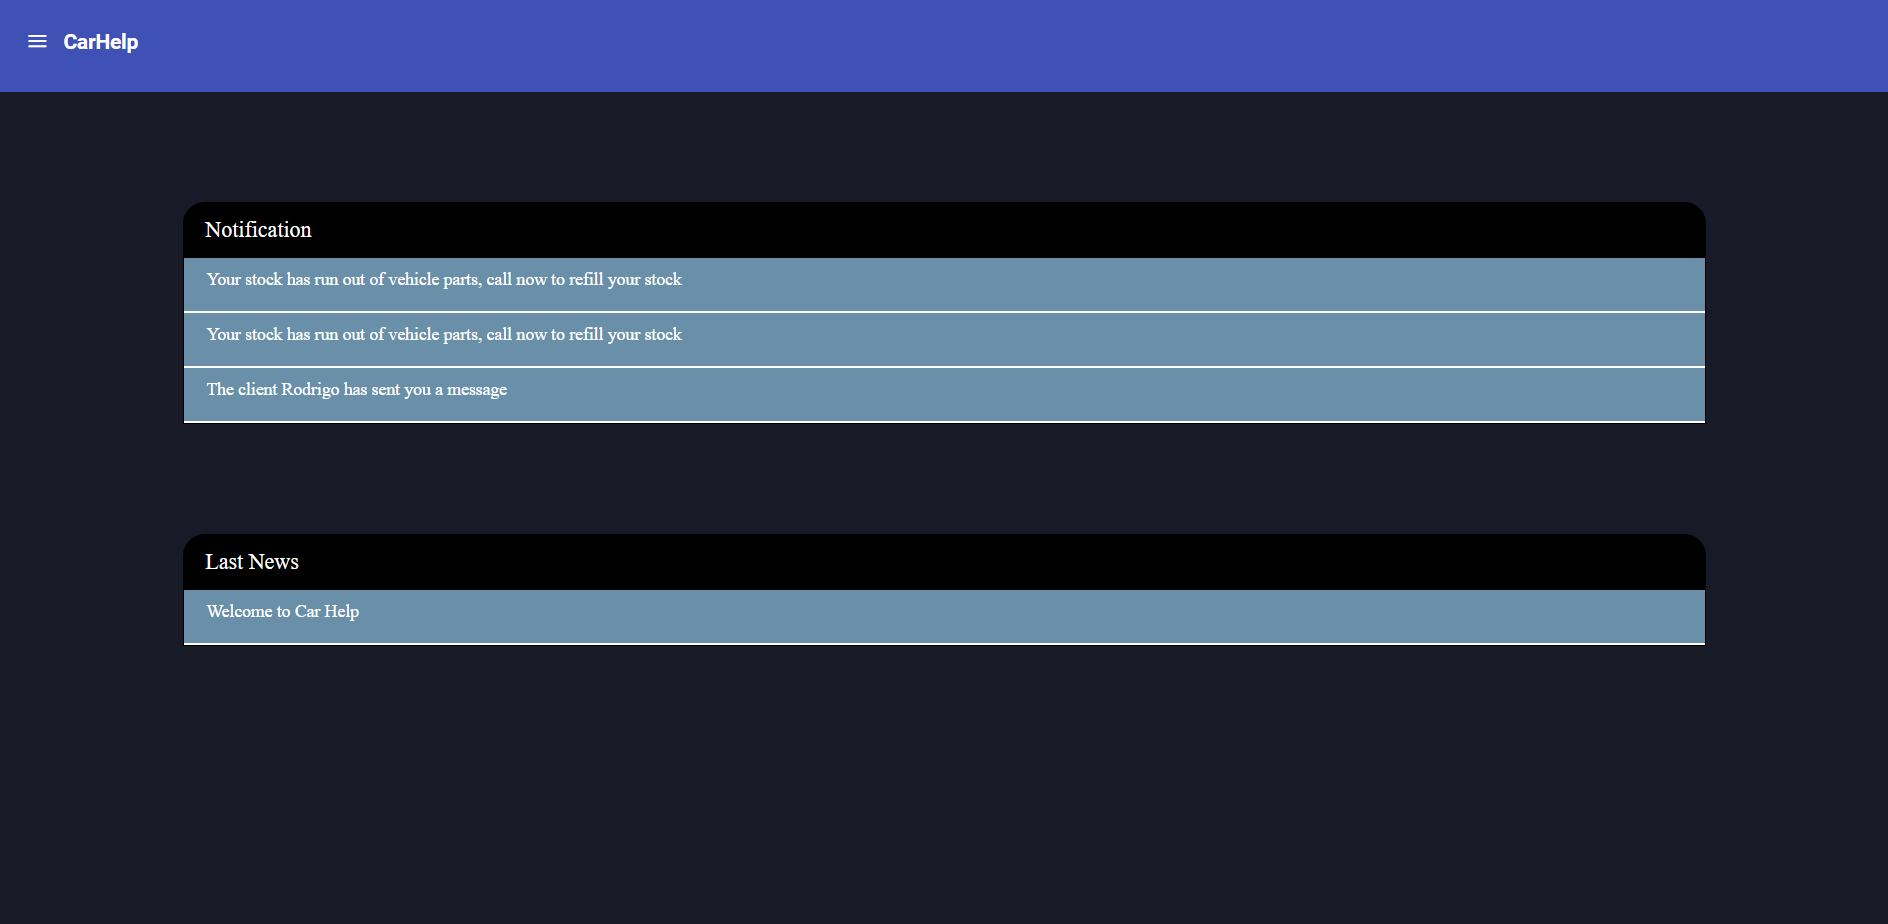 CarHelp
Notification
Your stock has run out of vehicle parts, call now to refill your stock
Your stock has run out of vehicle parts, call now to refill your stock
The client Rodrigo has sent you a message
Last News
Welcome to Car Help